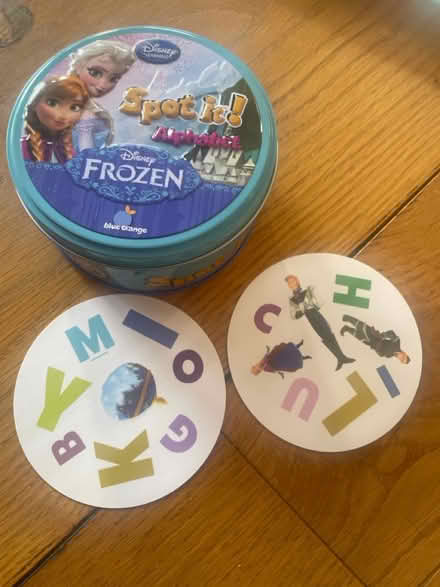 Disney
Spot it!
Alphabet
Disney
FROZEN
blue orange
M
I
Y
O
B
G
K
H
C
I
U
L